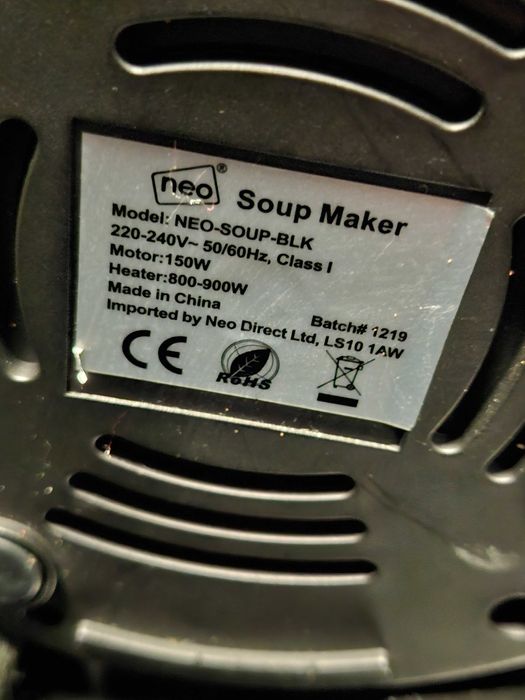 neo® Soup Maker
Model: NEO-SOUP-BLK
220-240V~ 50/60Hz, Class I
Motor:150W
Heater:800-900W
Made in China
Batch# 1219
Imported by Neo Direct Ltd, LS10 1AW
CE
RoHS